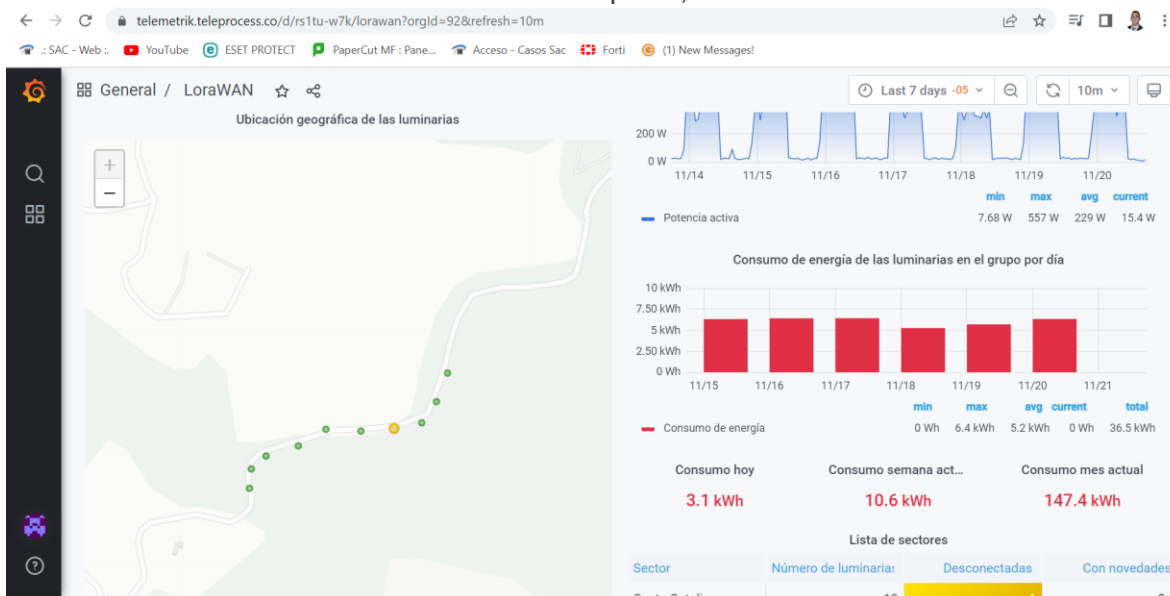 telemetrik.teleprocess.co/d/rs1tu-w7k/lorawan?orgId=92&refresh=10m
.: SAC - Web :. YouTube ESET PROTECT PaperCut MF : Pane... Acceso - Casos Sac Forti (1) New Messages!
General / LoraWAN
Last 7 days -05
10m
Ubicación geográfica de las luminarias
+
−
200 W
0 W
11/14 11/15 11/16 11/17 11/18 11/19 11/20
min max avg current
Potencia activa 7.68 W 557 W 229 W 15.4 W
Consumo de energía de las luminarias en el grupo por día
10 kWh
7.50 kWh
5 kWh
2.50 kWh
0 Wh
11/15 11/16 11/17 11/18 11/19 11/20 11/21
min max avg current total
Consumo de energía 0 Wh 6.4 kWh 5.2 kWh 0 Wh 36.5 kWh
Consumo hoy Consumo semana act... Consumo mes actual
3.1 kWh 10.6 kWh 147.4 kWh
Lista de sectores
Sector Número de luminarias Desconectadas Con novedades